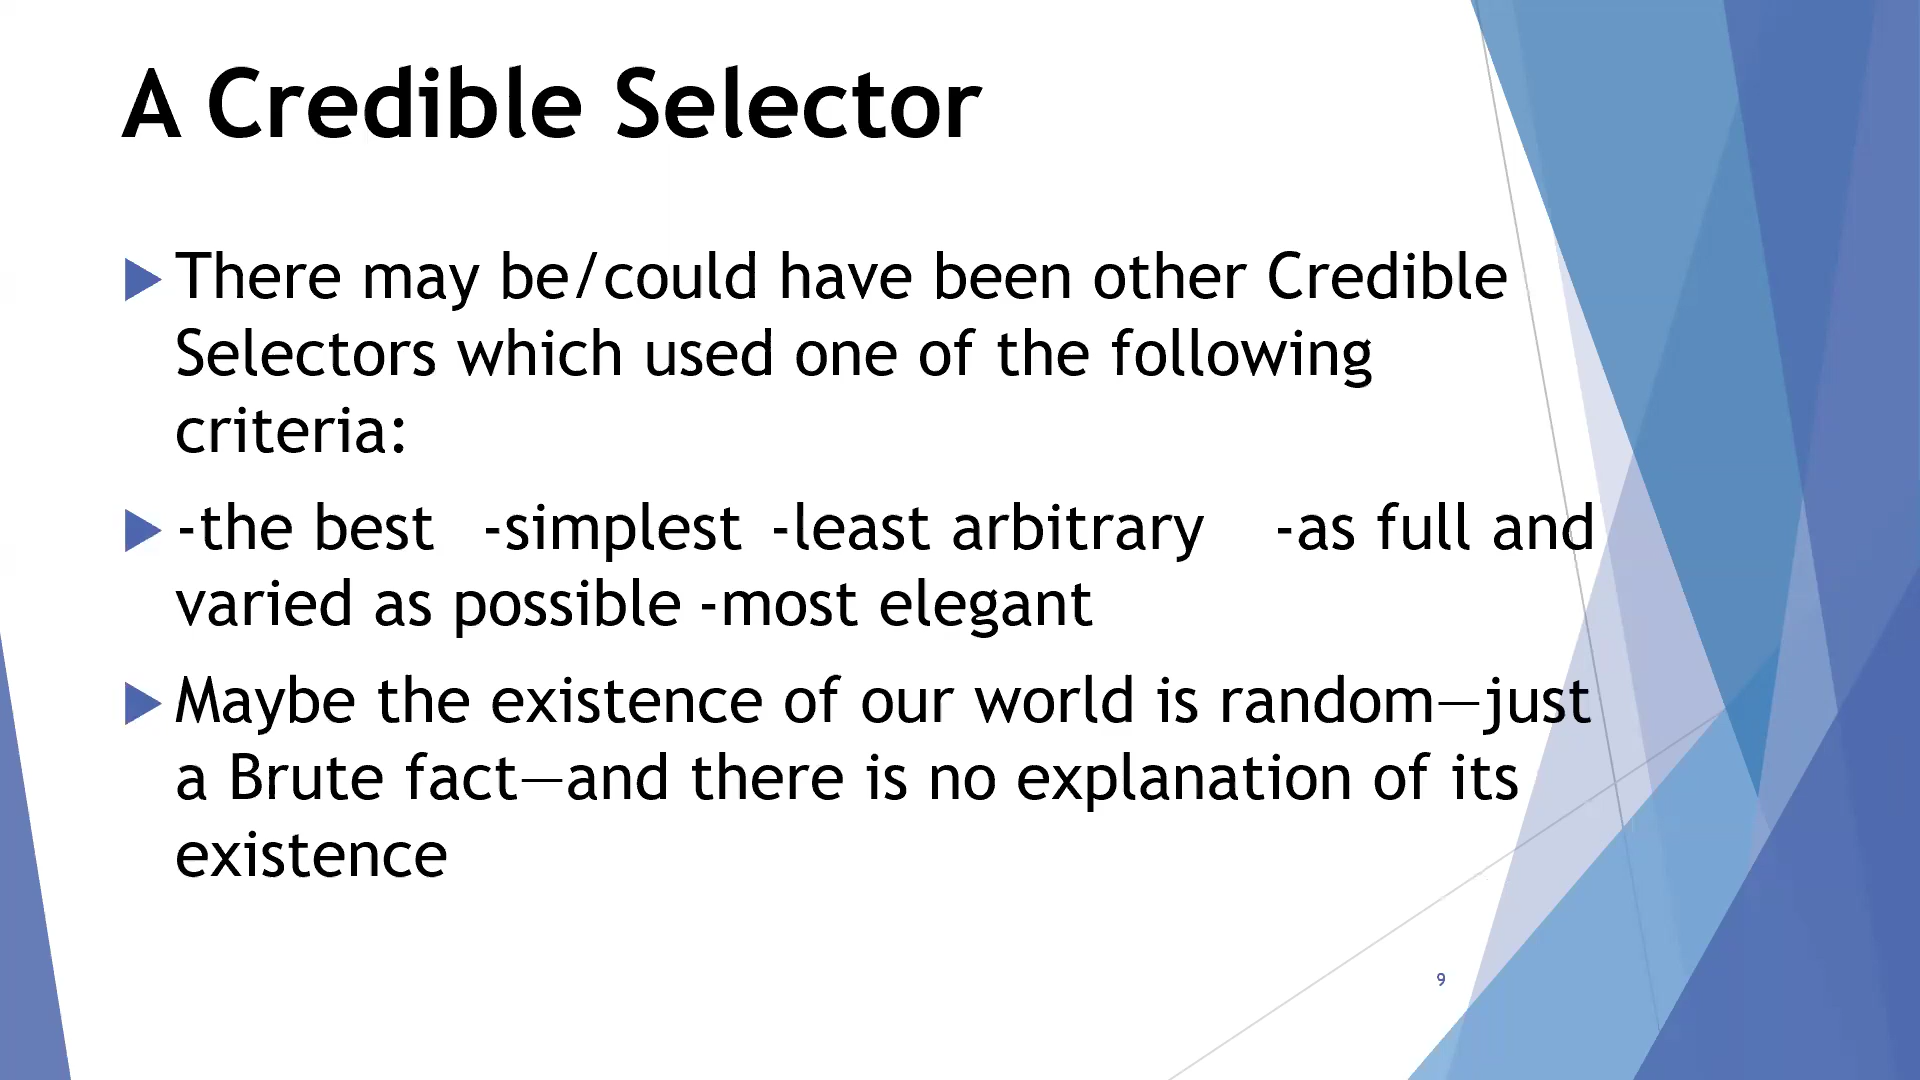 A Credible Selector
There may be/could have been other Credible
Selectors which used one of the following
criteria:
-the best -simplest -least arbitrary -as full and
varied as possible -most elegant
Maybe the existence of our world is random—just
a Brute fact—and there is no explanation of its
existence
9